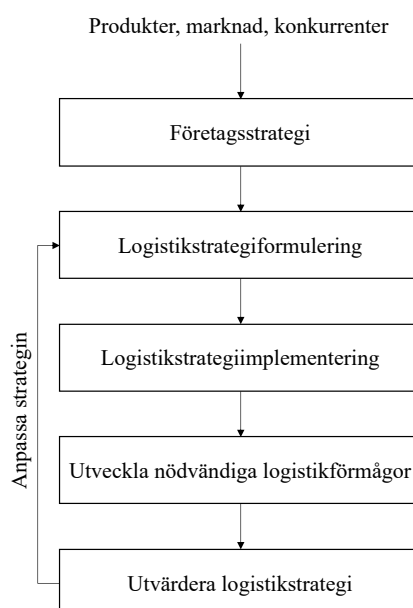 Produkter, marknad, konkurrenter
Företagsstrategi
Logistikstrategiformulering
Logistikstrategiimplementering
Utveckla nödvändiga logistikförmågor
Utvärdera logistikstrategi
Anpassa strategin